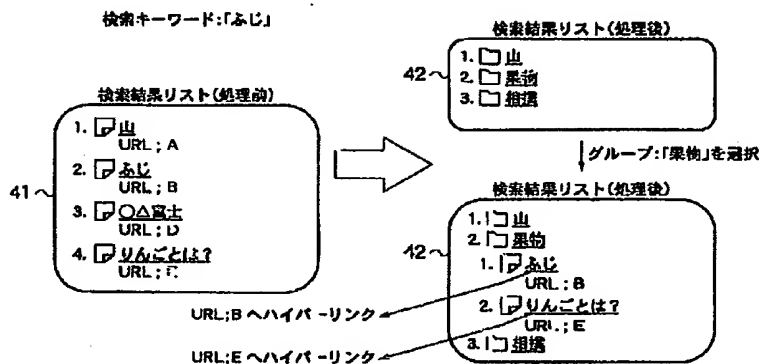 検索キーワード:「ふじ」
検索結果リスト(処理前)
41
1. 山
URL ; A
2. ふじ
URL ; B
3. 〇△富士
URL ; D
4. りんごとは?
URL ; E
検索結果リスト(処理後)
42
1. 山
2. 果物
3. 相撲
グループ:「果物」を選択
検索結果リスト(処理後)
42
1. 山
2. 果物
1. ふじ
URL ; B
2. りんごとは?
URL ; E
3. 相撲
URL;B へハイパーリンク
URL;E へハイパーリンク